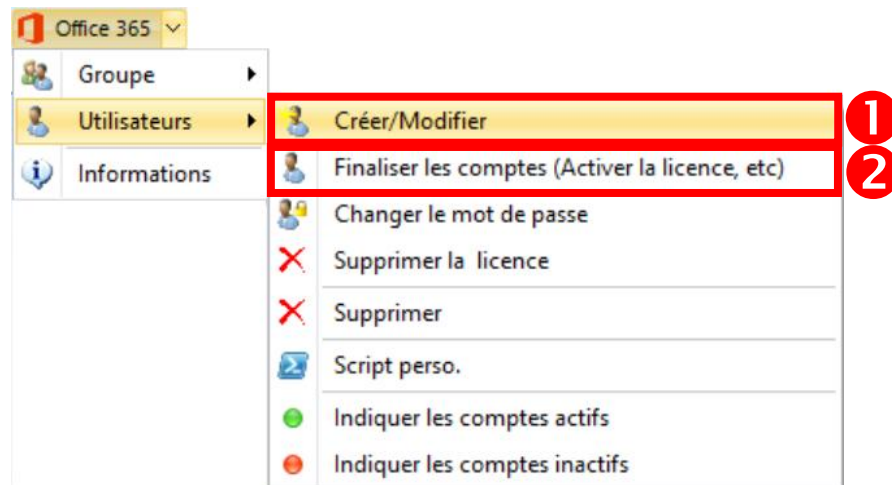 Office 365
Groupe
Utilisateurs
Informations
Créer/Modifier
1
Finaliser les comptes (Activer la licence, etc)
2
Changer le mot de passe
Supprimer la licence
Supprimer
Script perso.
Indiquer les comptes actifs
Indiquer les comptes inactifs